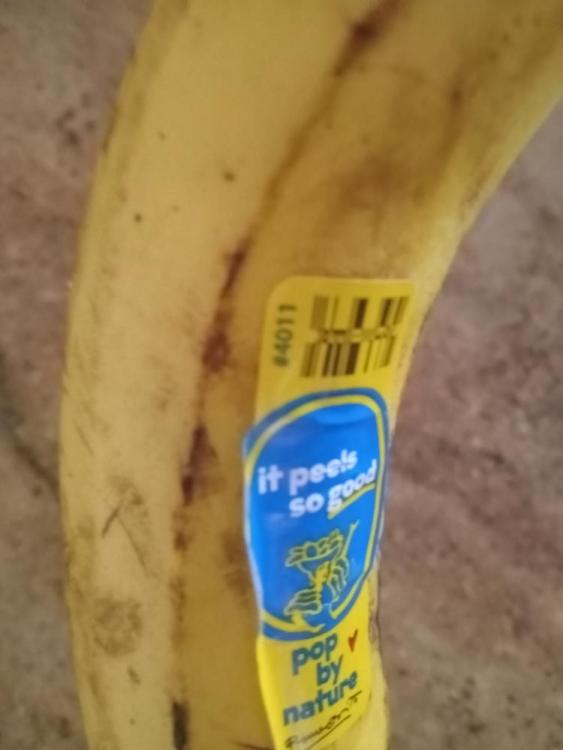 #4011
it peels
so good
pop
by
nature